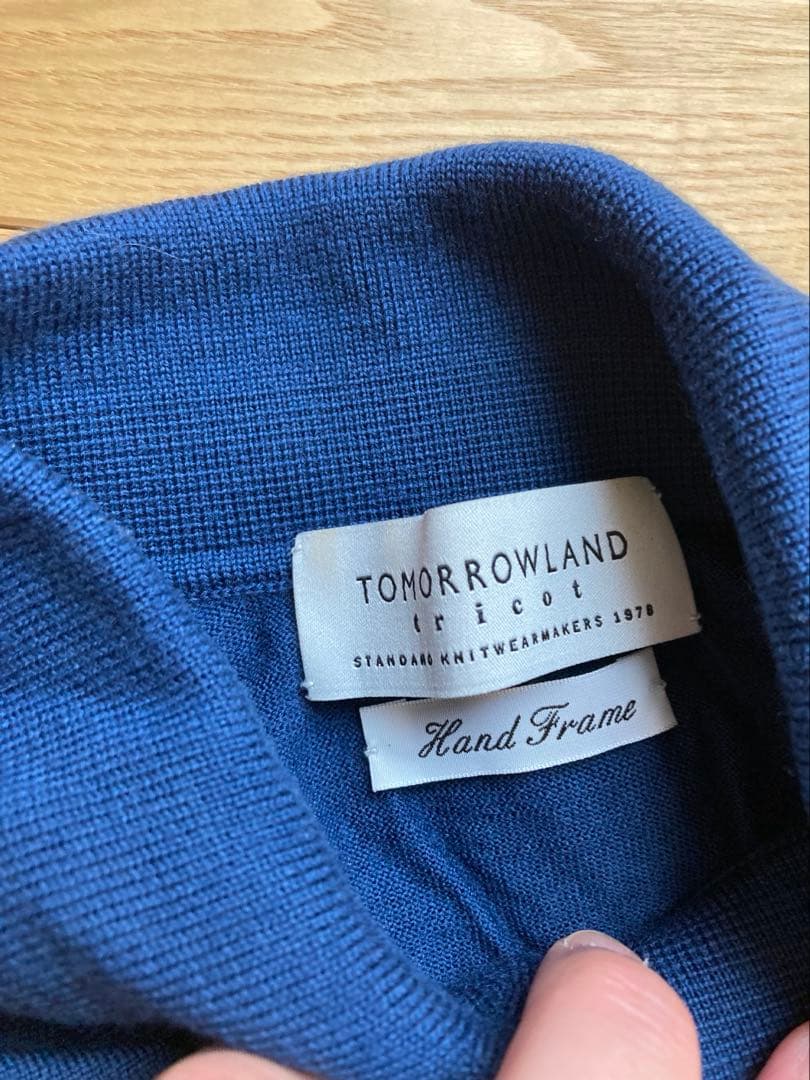 TOMORROWLAND
tricot
STANDARD KNITWEARMAKERS 1978
Hand Frame